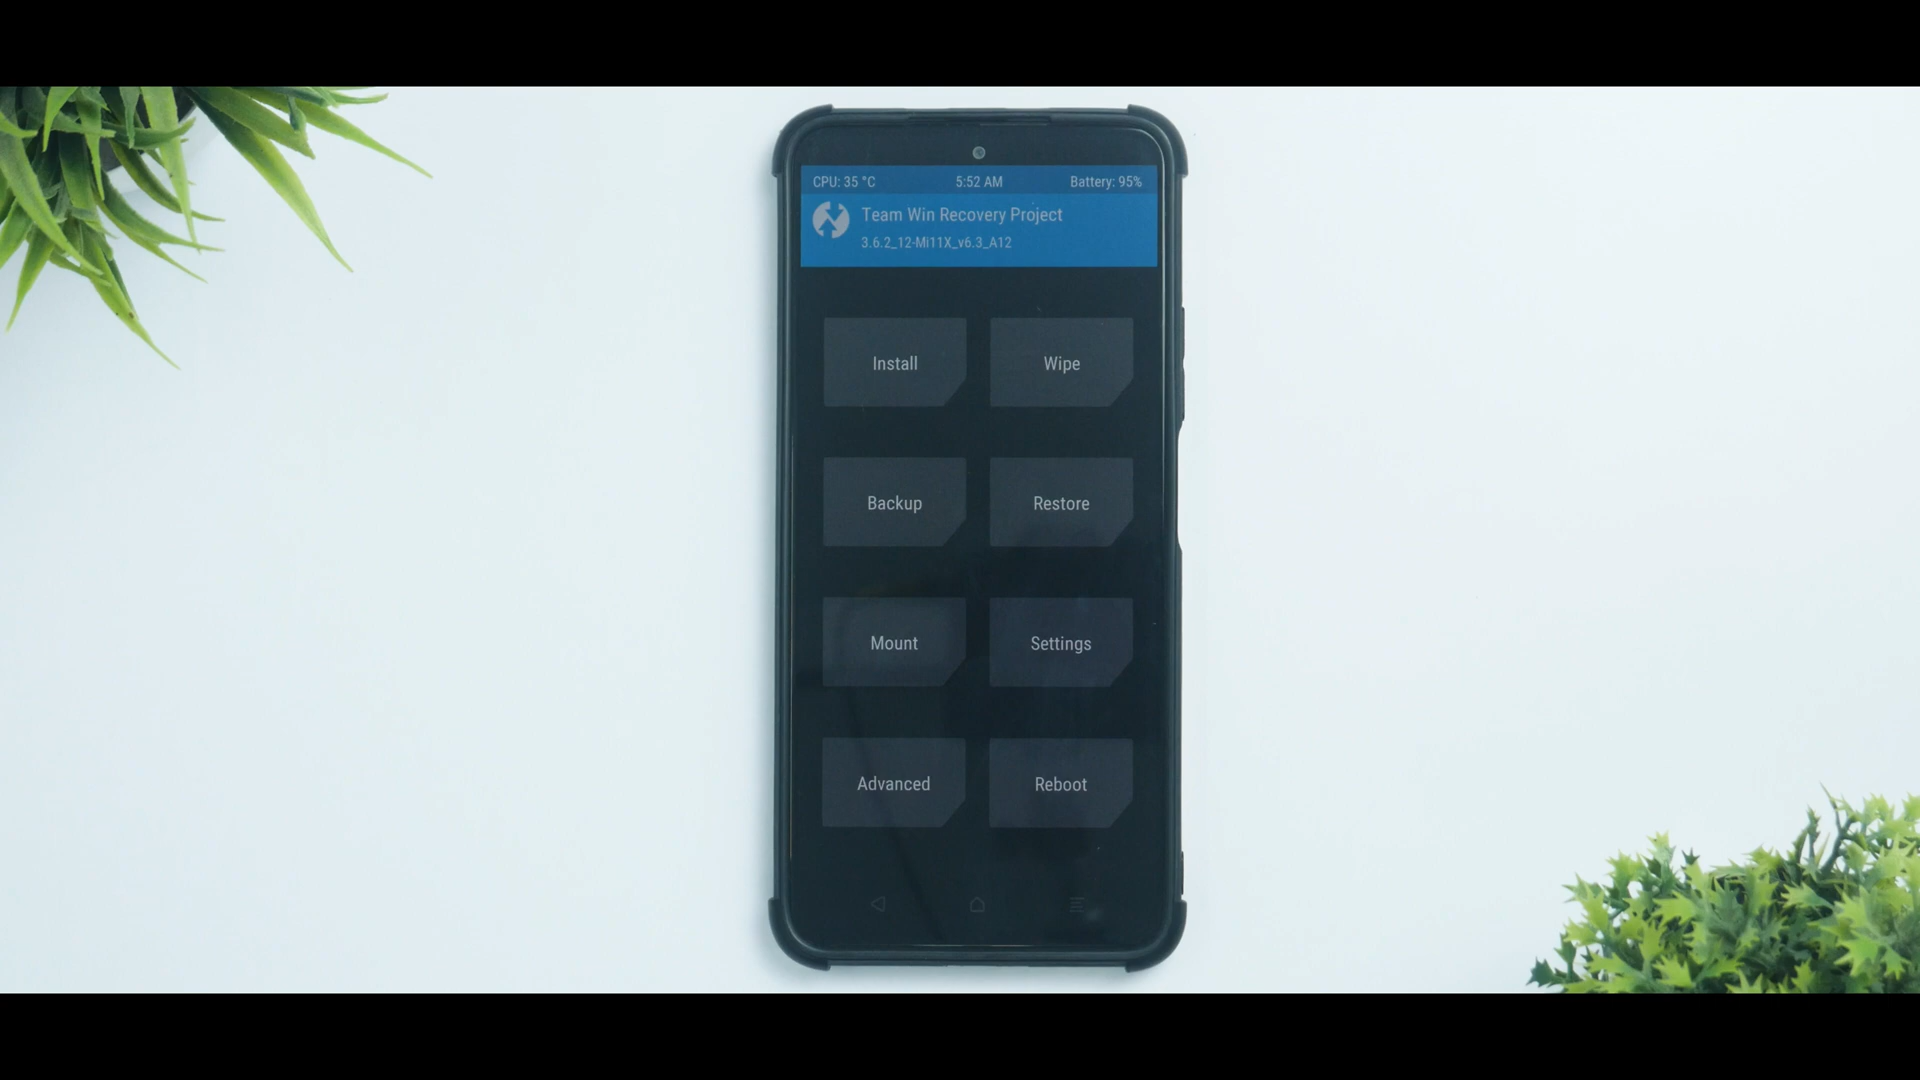 CPU: 35 °C 5:52 AM Battery: 95%
Team Win Recovery Project
3.6.2_12-Mi11X_v6.3_A12
Install Wipe
Backup Restore
Mount Settings
Advanced Reboot